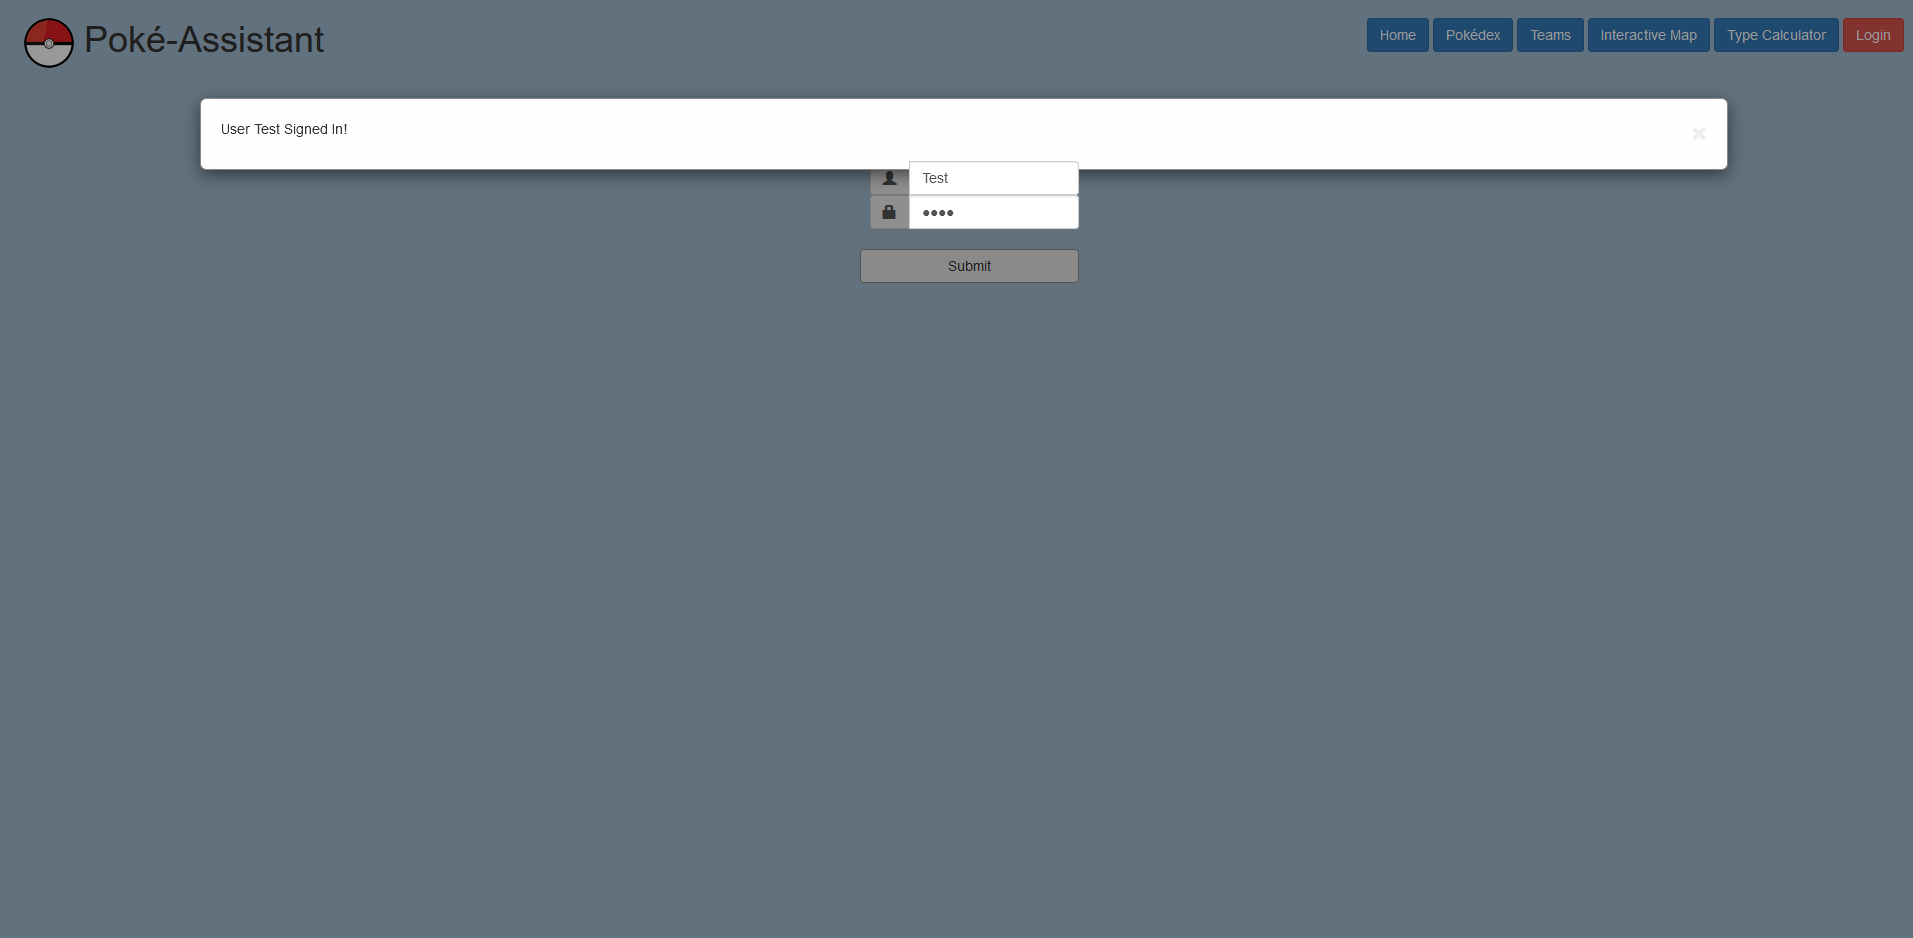 Poké-Assistant
Home Pokédex Teams Interactive Map Type Calculator Login
User Test Signed In!
×
Test
••••
Submit